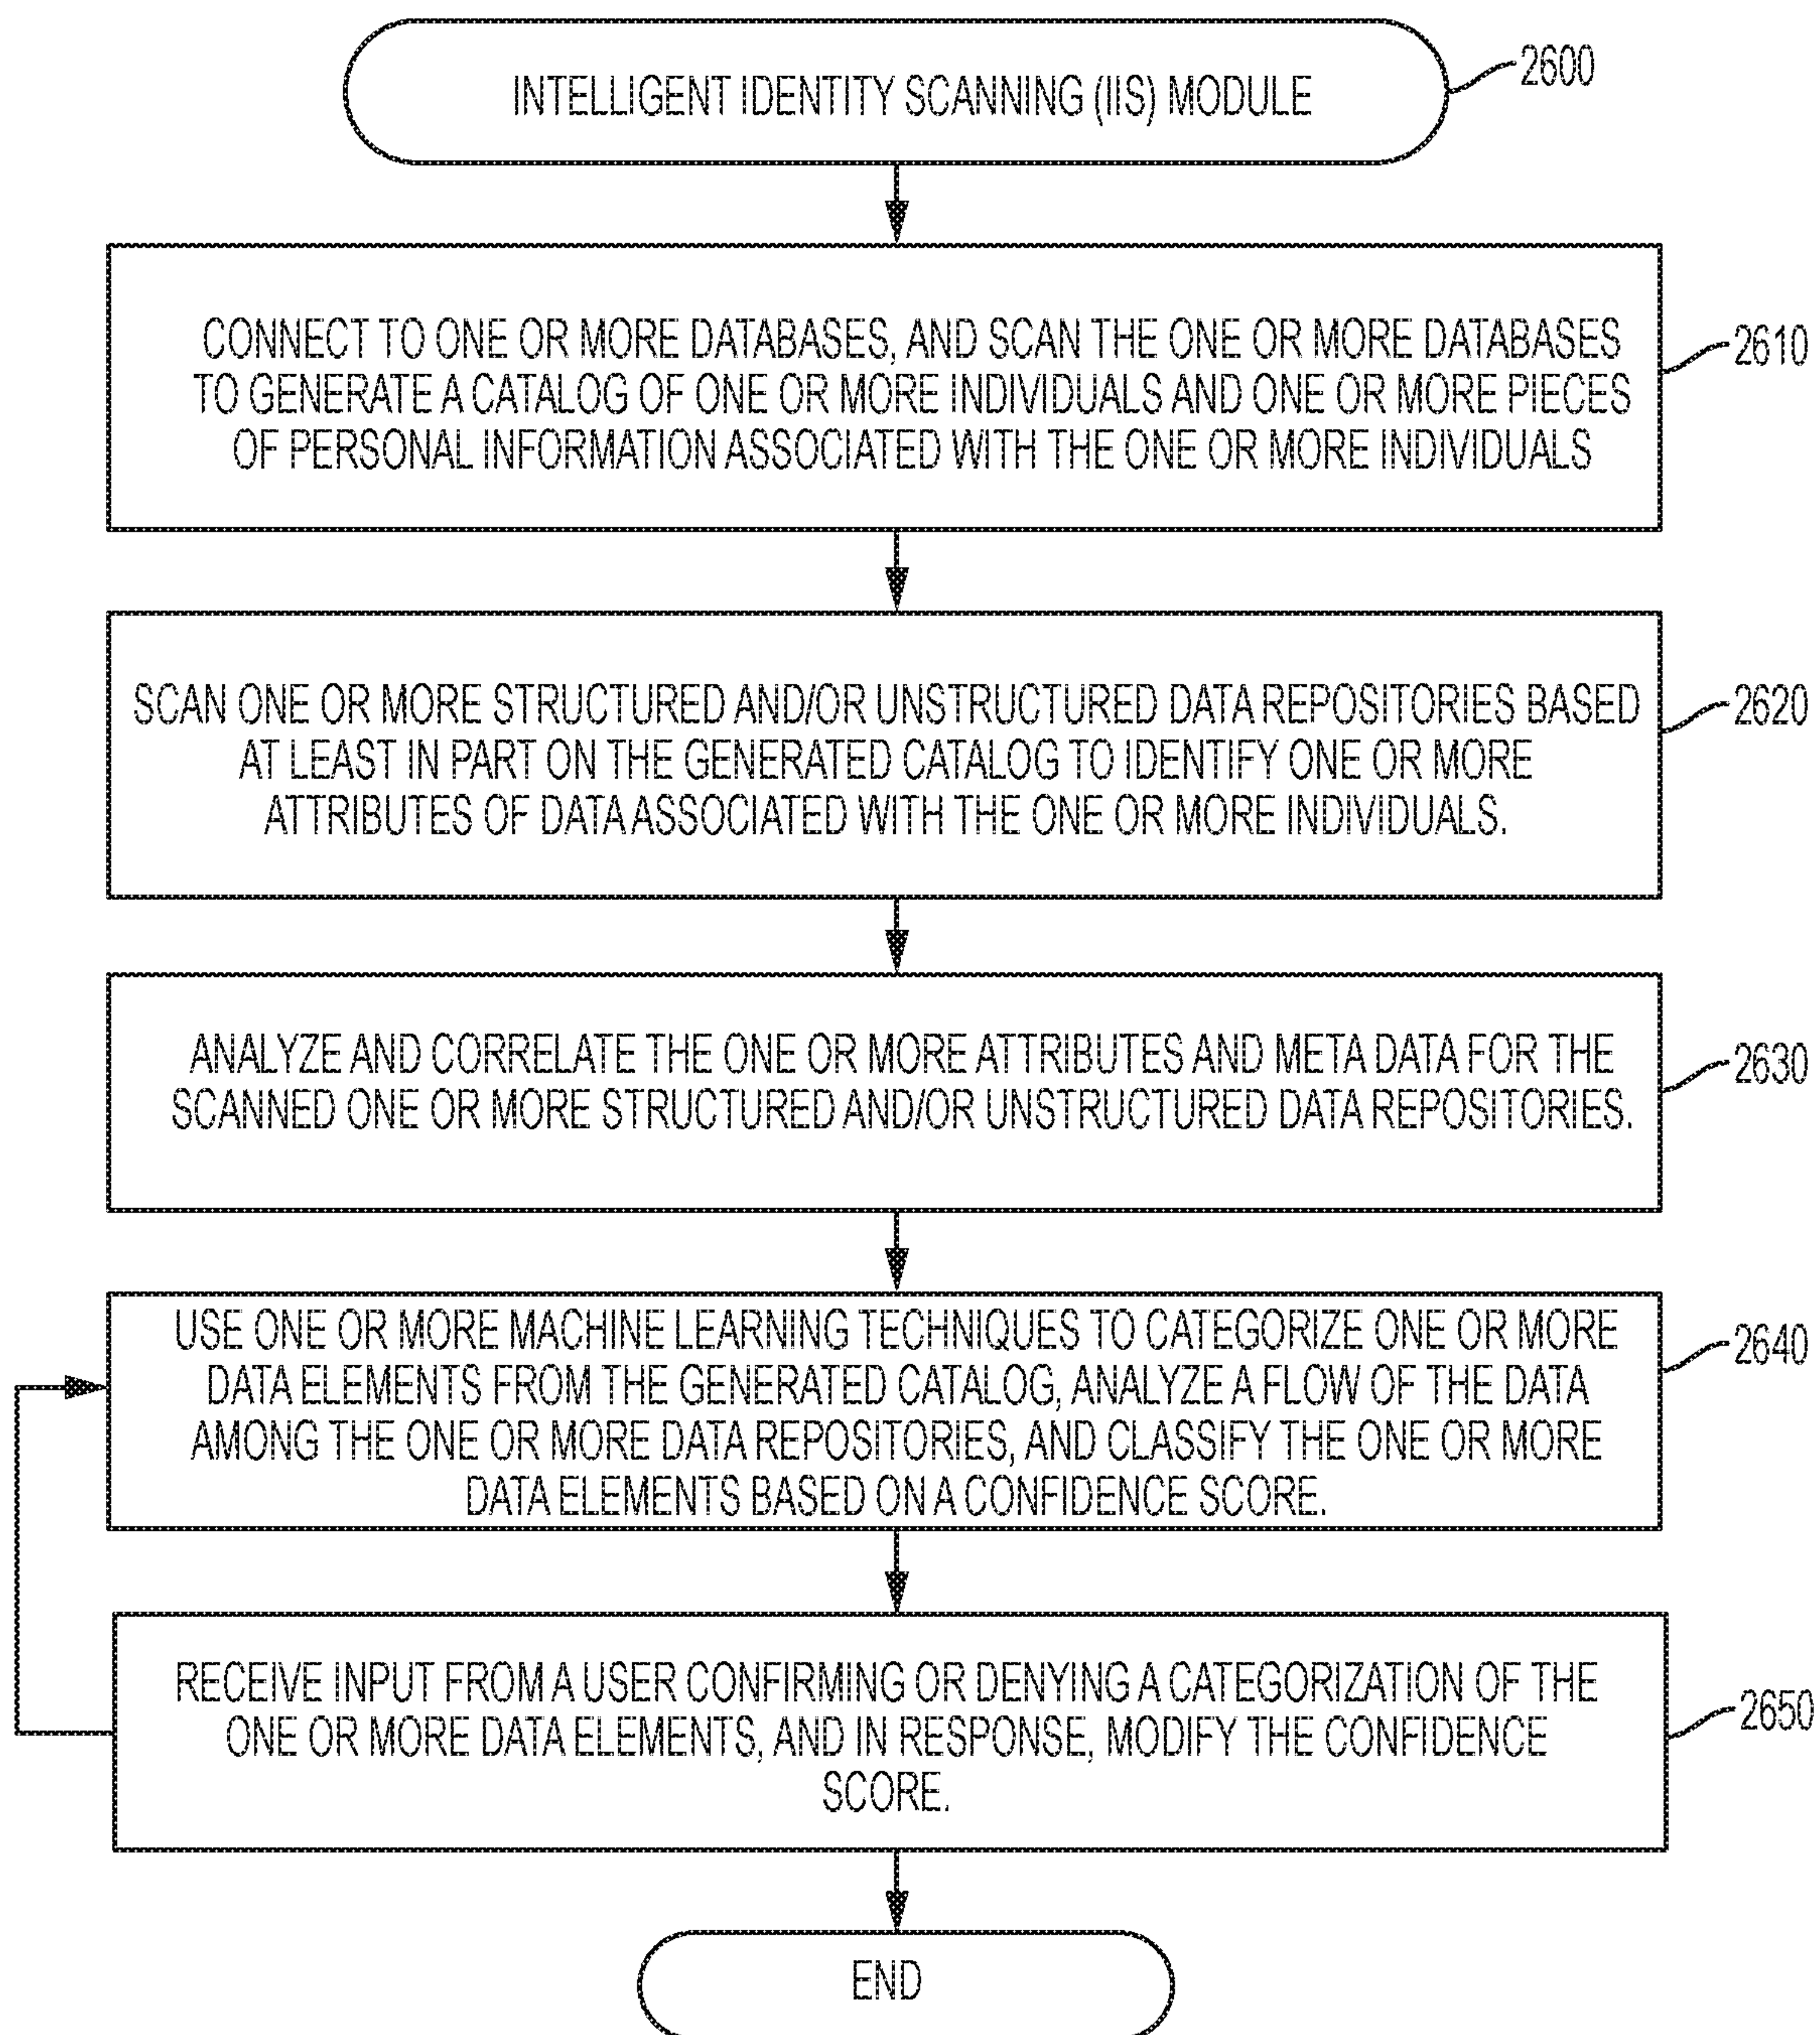 INTELLIGENT IDENTITY SCANNING (IIS) MODULE
2600
CONNECT TO ONE OR MORE DATABASES, AND SCAN THE ONE OR MORE DATABASES
TO GENERATE A CATALOG OF ONE OR MORE INDIVIDUALS AND ONE OR MORE PIECES
OF PERSONAL INFORMATION ASSOCIATED WITH THE ONE OR MORE INDIVIDUALS
2610
SCAN ONE OR MORE STRUCTURED AND/OR UNSTRUCTURED DATA REPOSITORIES BASED
AT LEAST IN PART ON THE GENERATED CATALOG TO IDENTIFY ONE OR MORE
ATTRIBUTES OF DATA ASSOCIATED WITH THE ONE OR MORE INDIVIDUALS.
2620
ANALYZE AND CORRELATE THE ONE OR MORE ATTRIBUTES AND META DATA FOR THE
SCANNED ONE OR MORE STRUCTURED AND/OR UNSTRUCTURED DATA REPOSITORIES.
2630
USE ONE OR MORE MACHINE LEARNING TECHNIQUES TO CATEGORIZE ONE OR MORE
DATA ELEMENTS FROM THE GENERATED CATALOG, ANALYZE A FLOW OF THE DATA
AMONG THE ONE OR MORE DATA REPOSITORIES, AND CLASSIFY THE ONE OR MORE
DATA ELEMENTS BASED ON A CONFIDENCE SCORE.
2640
RECEIVE INPUT FROM A USER CONFIRMING OR DENYING A CATEGORIZATION OF THE
ONE OR MORE DATA ELEMENTS, AND IN RESPONSE, MODIFY THE CONFIDENCE
SCORE.
2650
END